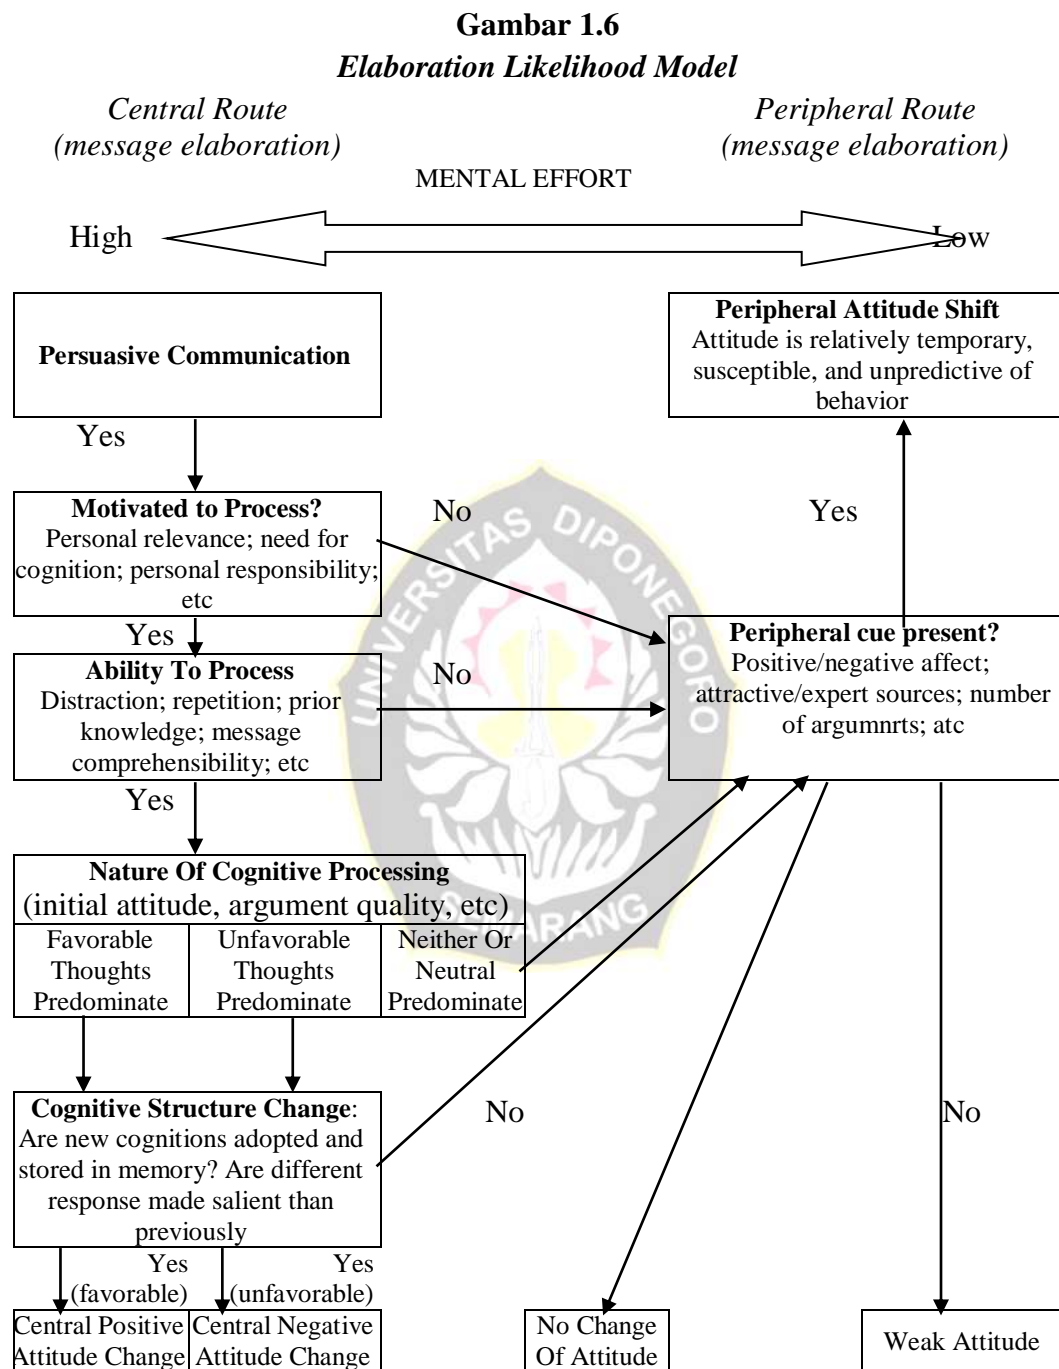 Gambar 1.6
Elaboration Likelihood Model
Central Route
(message elaboration)
Peripheral Route
(message elaboration)
MENTAL EFFORT
High
Low
Persuasive Communication
Peripheral Attitude Shift
Attitude is relatively temporary,
susceptible, and unpredictive of
behavior
Yes
Motivated to Process?
Personal relevance; need for
cognition; personal responsibility;
etc
No
Yes
Yes
Ability To Process
Distraction; repetition; prior
knowledge; message
comprehensibility; etc
No
Peripheral cue present?
Positive/negative affect;
attractive/expert sources; number
of argumnrts; atc
UNIVERSITAS DIPONEGORO
SEMARANG
Yes
Nature Of Cognitive Processing
(initial attitude, argument quality, etc)
Favorable
Thoughts
Predominate
Unfavorable
Thoughts
Predominate
Neither Or
Neutral
Predominate
Cognitive Structure Change:
Are new cognitions adopted and
stored in memory? Are different
response made salient than
previously
No
No
Yes
(favorable)
Yes
(unfavorable)
Central Positive
Attitude Change
Central Negative
Attitude Change
No Change
Of Attitude
Weak Attitude